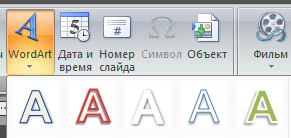 WordArt
Дата и время
Номер слайда
Символ
Объект
Фильм
A A A A A